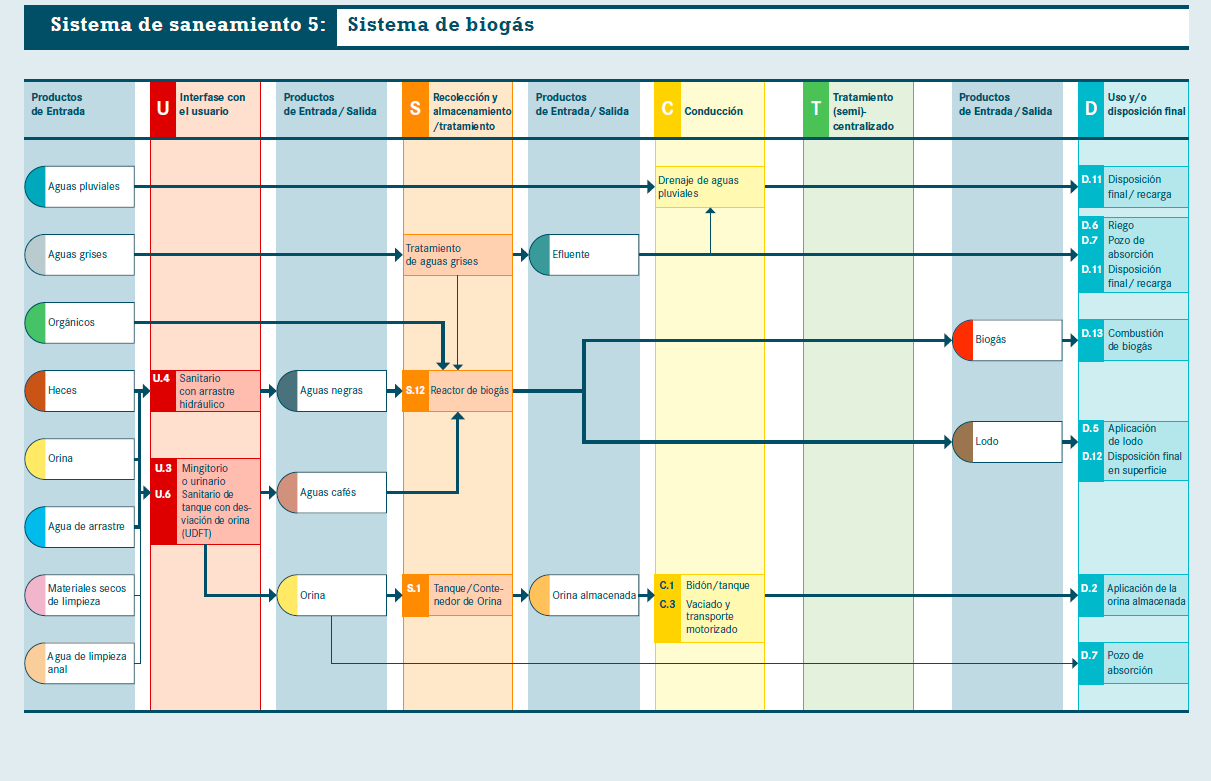 Sistema de saneamiento 5: Sistema de biogás
Productos
de Entrada
U
Interfase con
el usuario
Productos
de Entrada / Salida
S
Recolección y
almacenamiento
/tratamiento
Productos
de Entrada / Salida
C
Conducción
T
Tratamiento
(semi)-
centralizado
Productos
de Entrada / Salida
D
Uso y/o
disposición final
Aguas pluviales
Drenaje de aguas
pluviales
D.11 Disposición
final / recarga
Aguas grises
Tratamiento
de aguas grises
Efluente
D.6 Riego
D.7 Pozo de
absorción
D.11 Disposición
final / recarga
Orgánicos
Biogás
D.13 Combustión
de biogás
Heces
U.4 Sanitario
con arrastre
hidráulico
Aguas negras
S.12 Reactor de biogás
Orina
Lodo
D.5 Aplicación
de lodo
D.12 Disposición final
en superficie
U.3 Mingitorio
o urinario
U.6 Sanitario de
tanque con des-
viación de orina
(UDFT)
Aguas cafés
Agua de arrastre
Materiales secos
de limpieza
Orina
S.1 Tanque/Conte-
nedor de Orina
Orina almacenada
C.1 Bidón/tanque
C.3 Vaciado y
transporte
motorizado
D.2 Aplicación de la
orina almacenada
Agua de limpieza
anal
D.7 Pozo de
absorción